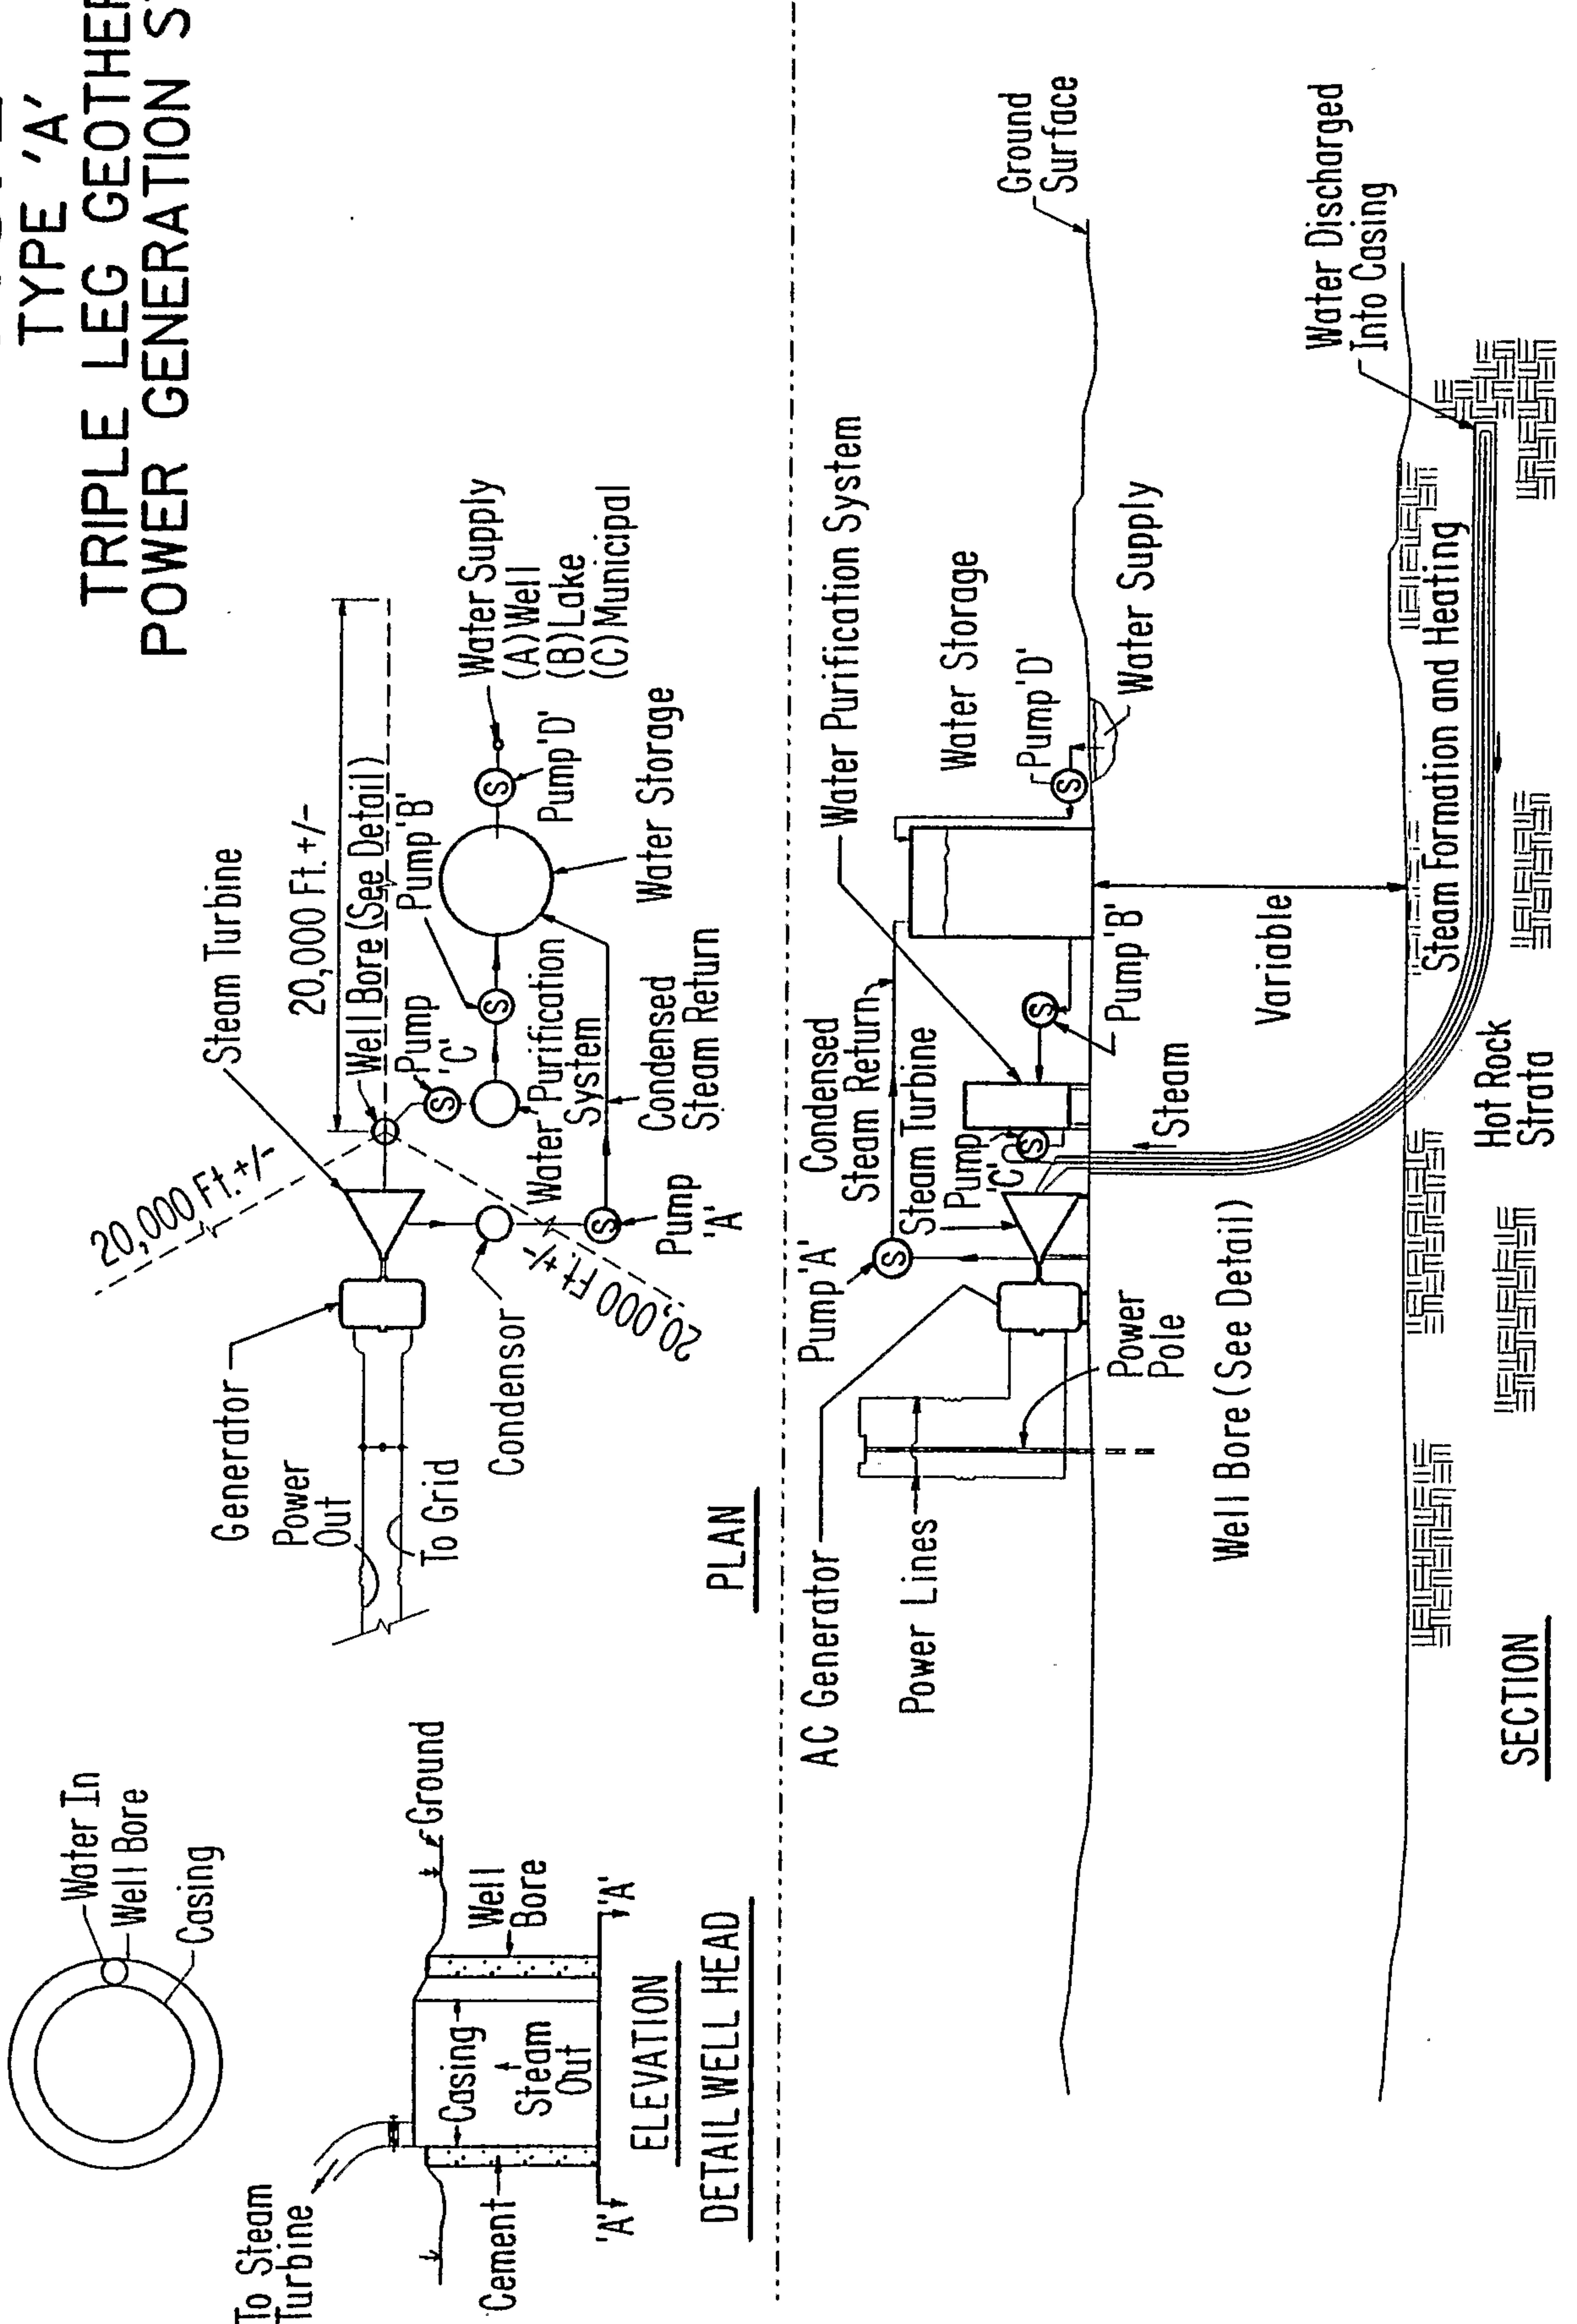 TYPE 'A'
TRIPLE LEG
POWER GENERATION
Water In
Well Bore
Casing
To Steam
Turbine
Ground
Casing
Steam
Out
Well
Bore
Cement
'A'
'A'
ELEVATION
DETAIL WELL HEAD
Steam Turbine
20,000 Ft. +/-
20,000 Ft. +/-
20,000 Ft. +/-
Well Bore (See Detail)
Pump
'C'
Pump 'B'
Water Supply
(A) Well
(B) Lake
(C) Municipal
Pump 'D'
Water Storage
Water Purification
System
Condensed
Steam Return
Pump
'A'
Condensor
Generator
Power
Out
To Grid
PLAN
AC Generator
Power Lines
Pump 'A'
Condensed
Steam Return
Steam Turbine
Pump
'C'
Water Purification System
Water Storage
Pump 'D'
Water Supply
Ground
Surface
Power
Pole
Steam
Pump 'B'
Well Bore (See Detail)
Variable
Water Discharged
Into Casing
Steam Formation and Heating
Hot Rock
Strata
SECTION
S
S
S
S
S
S
S
S